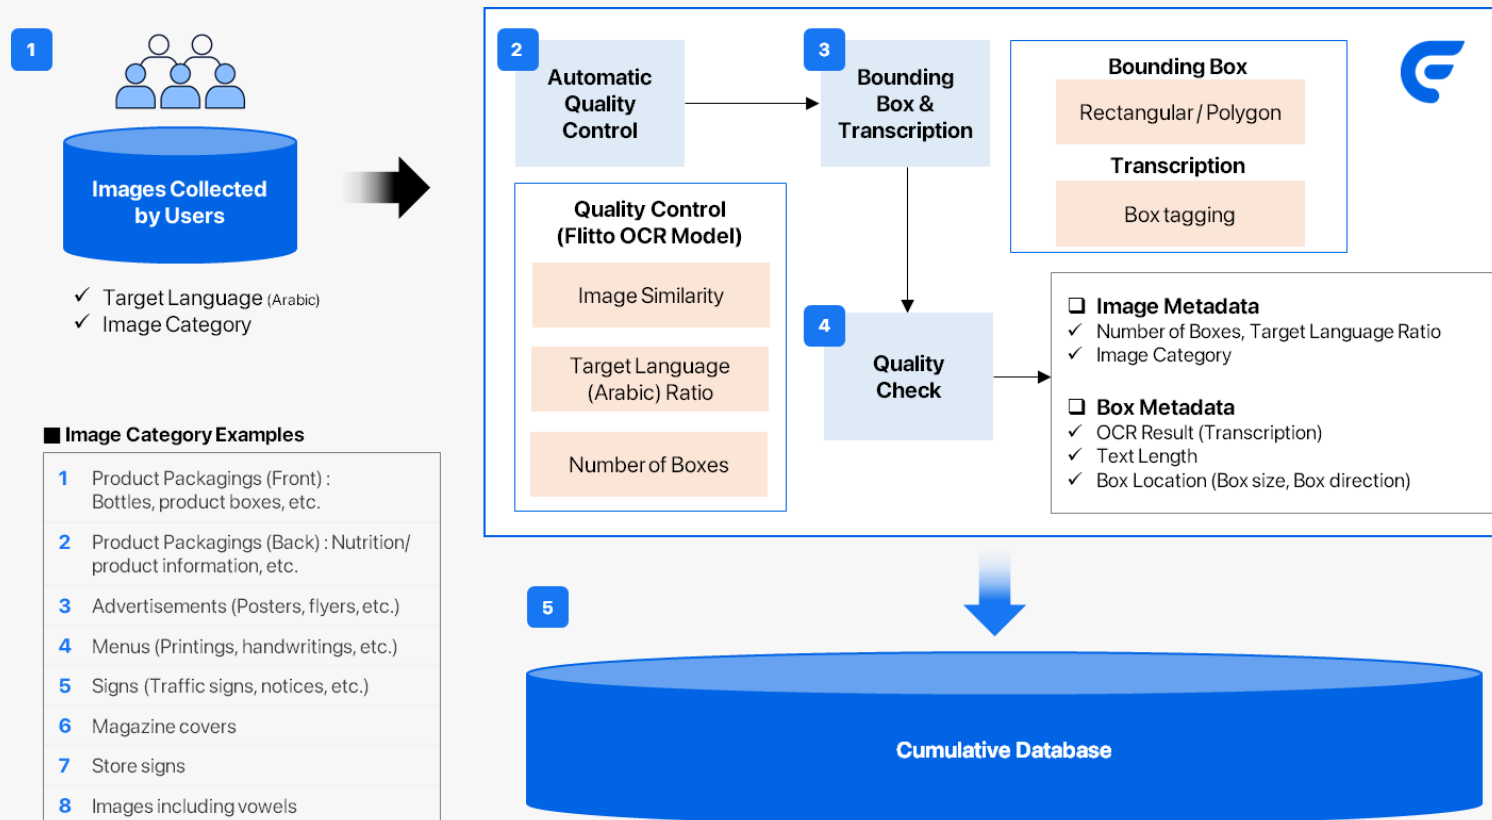 1
Images Collected
by Users
✓ Target Language (Arabic)
✓ Image Category
■ Image Category Examples
1 Product Packagings (Front) :
Bottles, product boxes, etc.
2 Product Packagings (Back) : Nutrition/
product information, etc.
3 Advertisements (Posters, flyers, etc.)
4 Menus (Printings, handwritings, etc.)
5 Signs (Traffic signs, notices, etc.)
6 Magazine covers
7 Store signs
8 Images including vowels
2
Automatic
Quality
Control
Quality Control
(Flitto OCR Model)
Image Similarity
Target Language
(Arabic) Ratio
Number of Boxes
3
Bounding
Box &
Transcription
Bounding Box
Rectangular / Polygon
Transcription
Box tagging
4
Quality
Check
❑ Image Metadata
✓ Number of Boxes, Target Language Ratio
✓ Image Category
❑ Box Metadata
✓ OCR Result (Transcription)
✓ Text Length
✓ Box Location (Box size, Box direction)
5
Cumulative Database